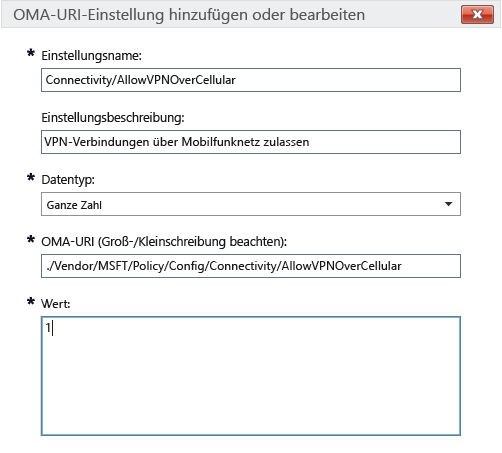 OMA-URI-Einstellung hinzufügen oder bearbeiten
* Einstellungsname:
Connectivity/AllowVPNOverCellular
Einstellungsbeschreibung:
VPN-Verbindungen über Mobilfunknetz zulassen
* Datentyp:
Ganze Zahl
* OMA-URI (Groß-/Kleinschreibung beachten):
./Vendor/MSFT/Policy/Config/Connectivity/AllowVPNOverCellular
* Wert:
1